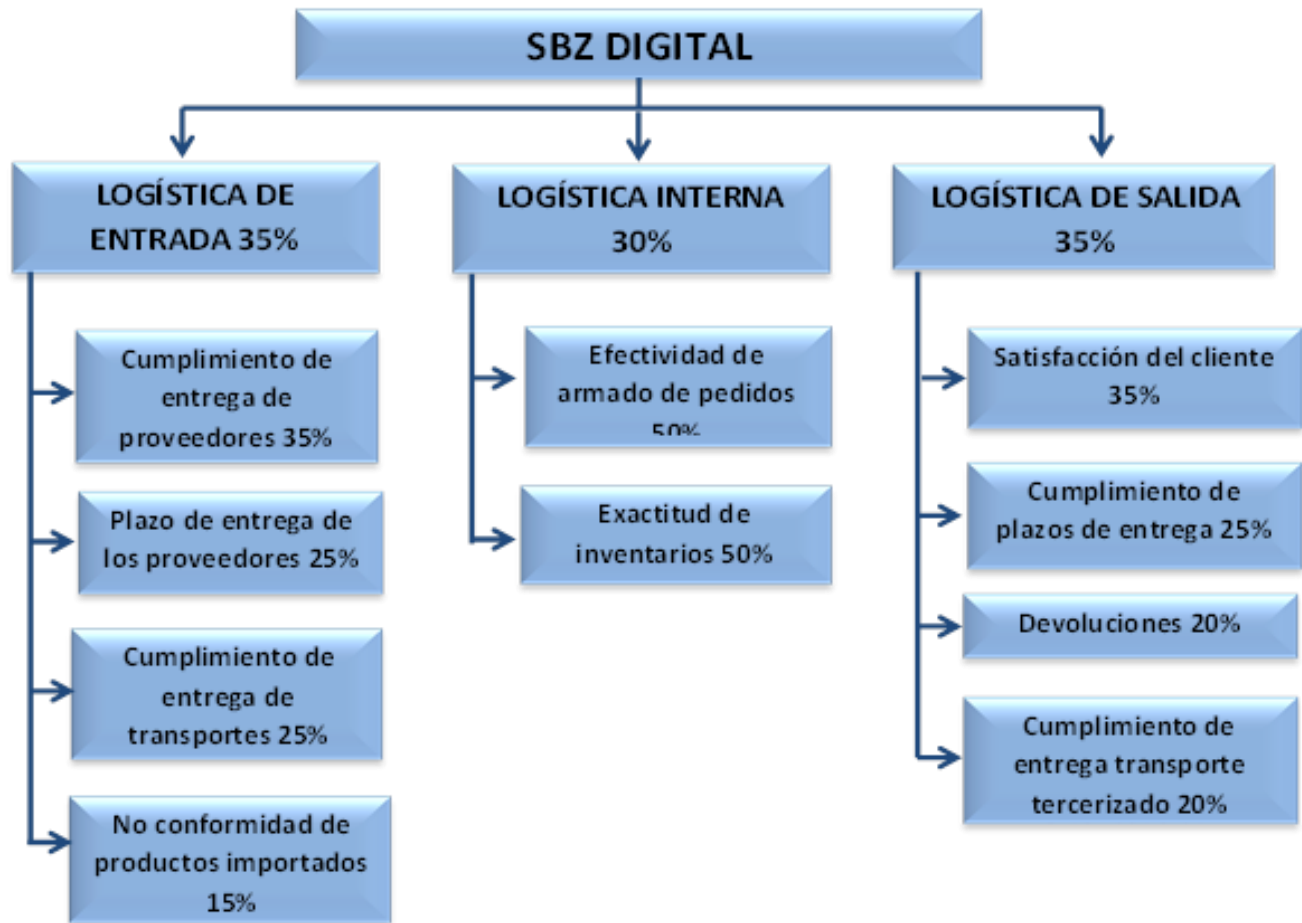 SBZ DIGITAL
LOGÍSTICA DE
ENTRADA 35%
Cumplimiento de
entrega de
proveedores 35%
Plazo de entrega de
los proveedores 25%
Cumplimiento de
entrega de
transportes 25%
No conformidad de
productos importados
15%
LOGÍSTICA INTERNA
30%
Efectividad de
armado de pedidos
50%
Exactitud de
inventarios 50%
LOGÍSTICA DE SALIDA
35%
Satisfacción del cliente
35%
Cumplimiento de
plazos de entrega 25%
Devoluciones 20%
Cumplimiento de
entrega transporte
tercerizado 20%